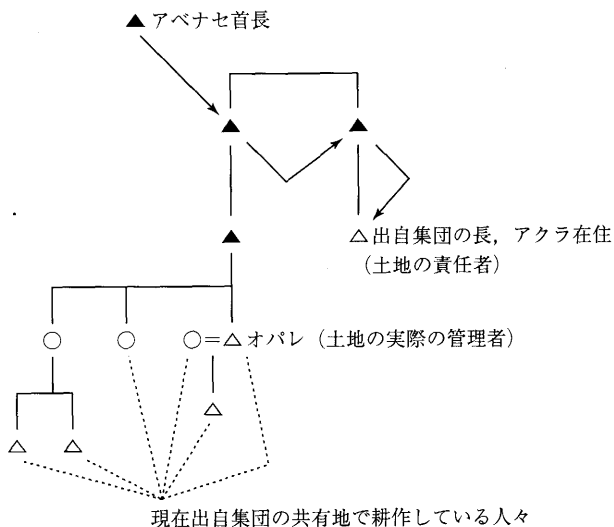 アベナセ首長
出自集団の長,アクラ在住
(土地の責任者)
オパレ(土地の実際の管理者)
現在出自集団の共有地で耕作している人々